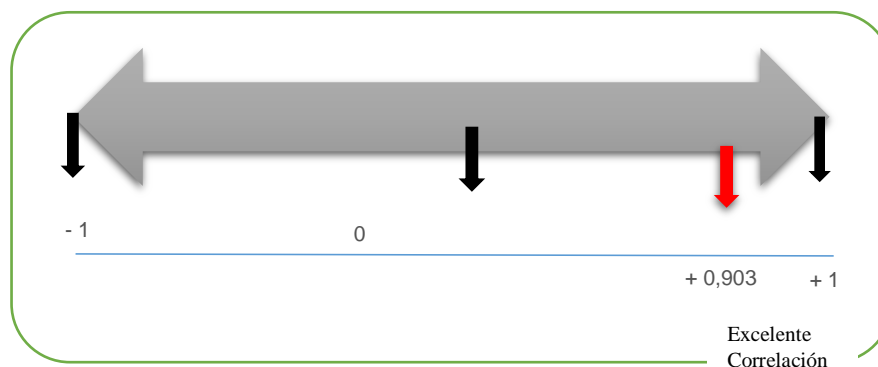 - 1
0
+ 0,903
+ 1
Excelente
Correlación